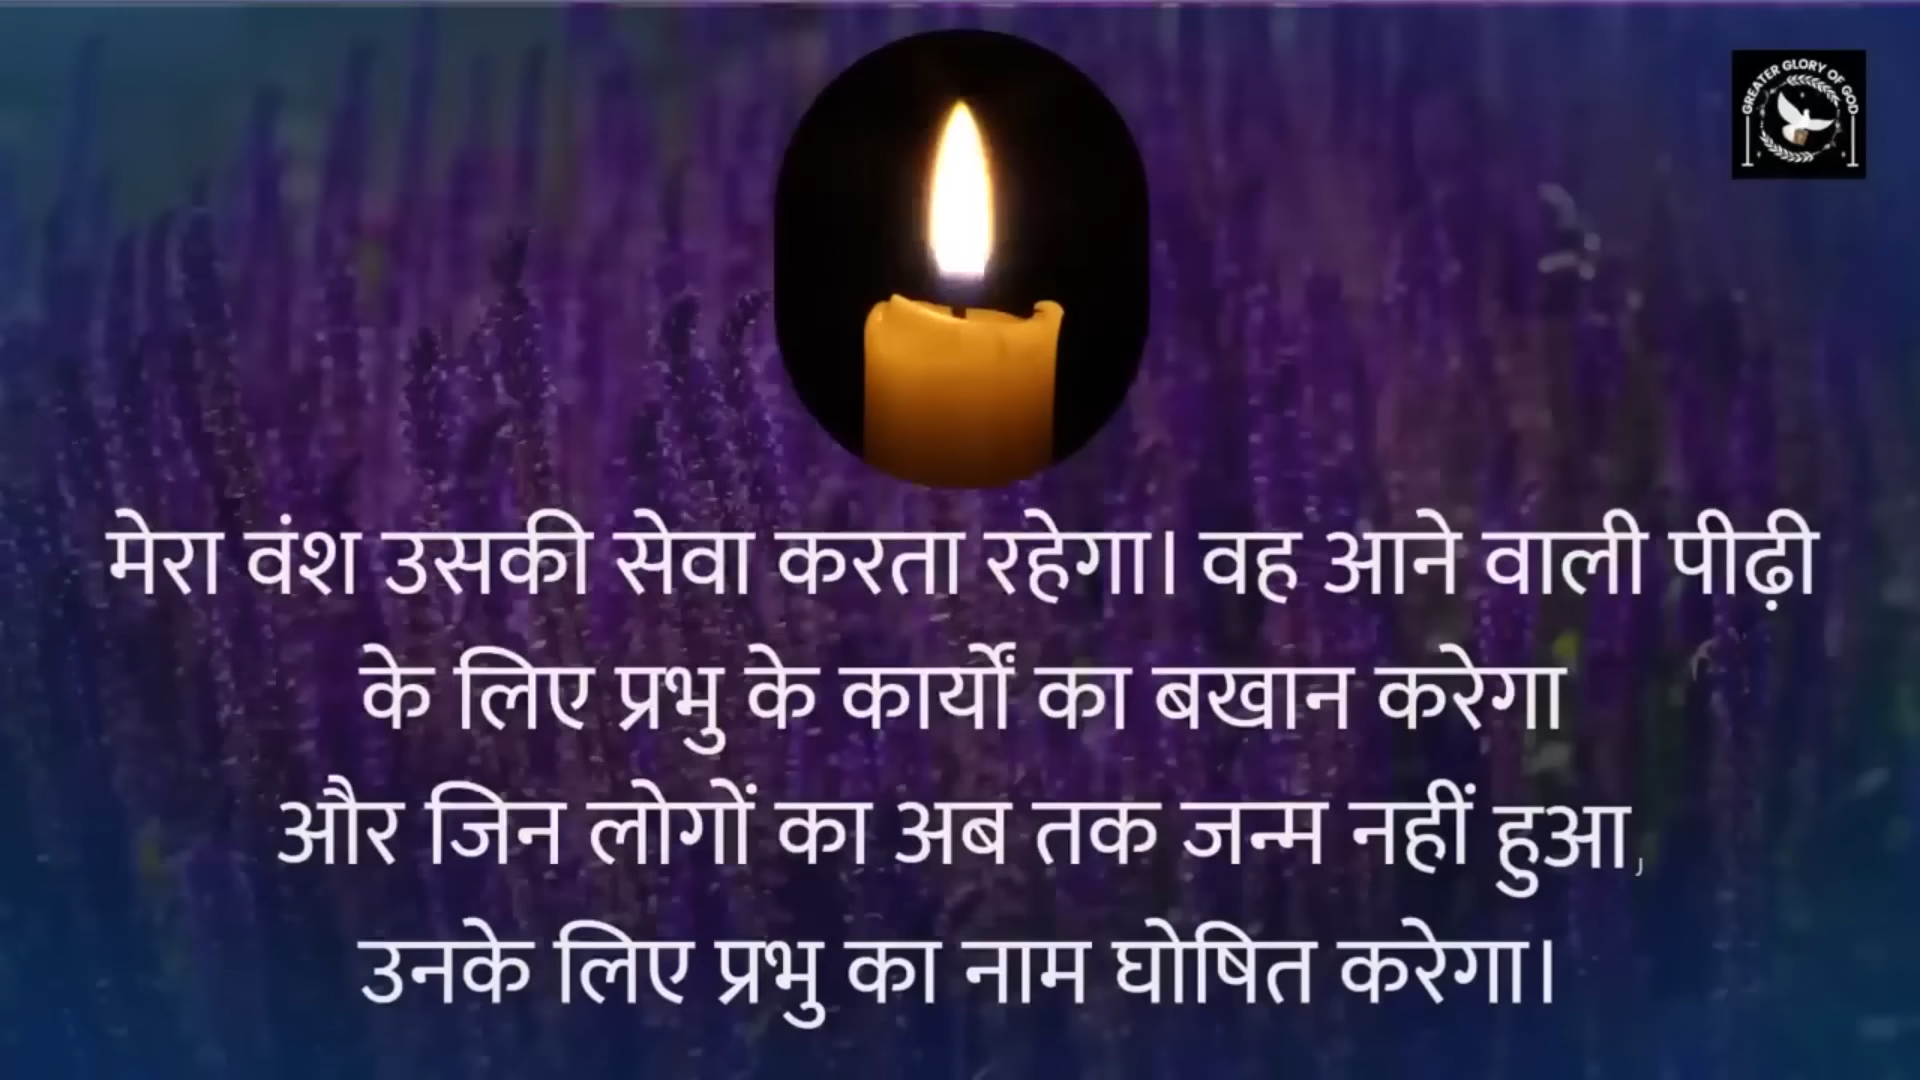 GREATER GLORY OF GOD
मेरा वंश उसकी सेवा करता रहेगा। वह आने वाली पीढ़ी
के लिए प्रभु के कार्यों का बखान करेगा
और जिन लोगों का अब तक जन्म नहीं हुआ,
उनके लिए प्रभु का नाम घोषित करेगा।